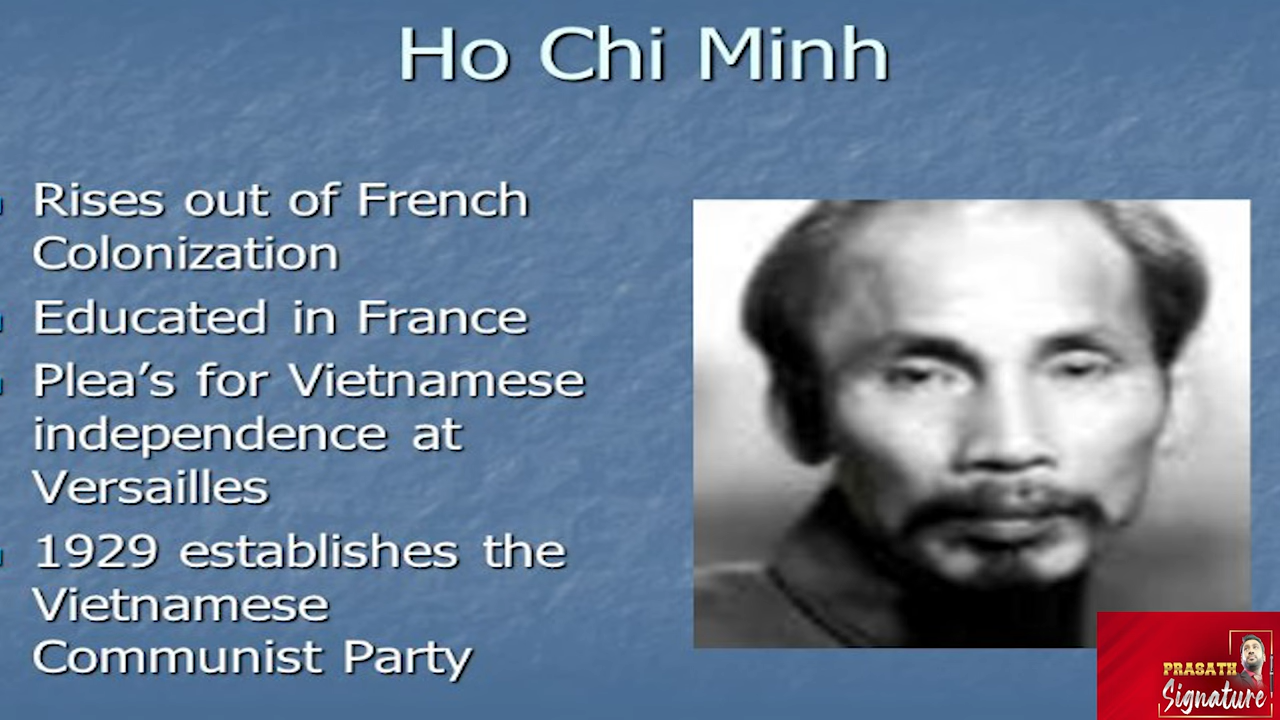 Ho Chi Minh
Rises out of French
Colonization
Educated in France
Plea's for Vietnamese
independence at
Versailles
1929 establishes the
Vietnamese
Communist Party
PRASATH
Signature